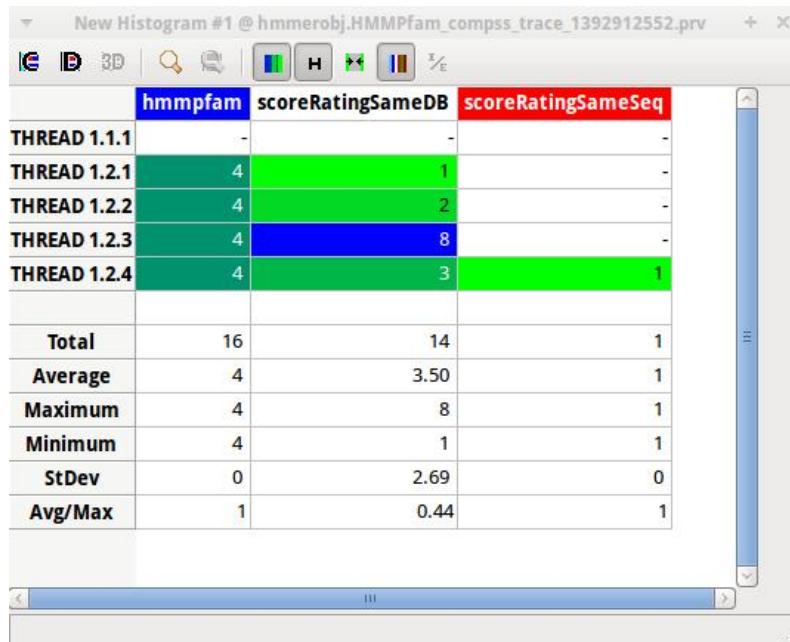 New Histogram #1 @ hmmerobj.HMMPfam_compss_trace_1392912552.prv
3D
hmmpfam scoreRatingSameDB scoreRatingSameSeq
THREAD 1.1.1 - - -
THREAD 1.2.1 4 1 -
THREAD 1.2.2 4 2 -
THREAD 1.2.3 4 8 -
THREAD 1.2.4 4 3 1
Total 16 14 1
Average 4 3.50 1
Maximum 4 8 1
Minimum 4 1 1
StDev 0 2.69 0
Avg/Max 1 0.44 1